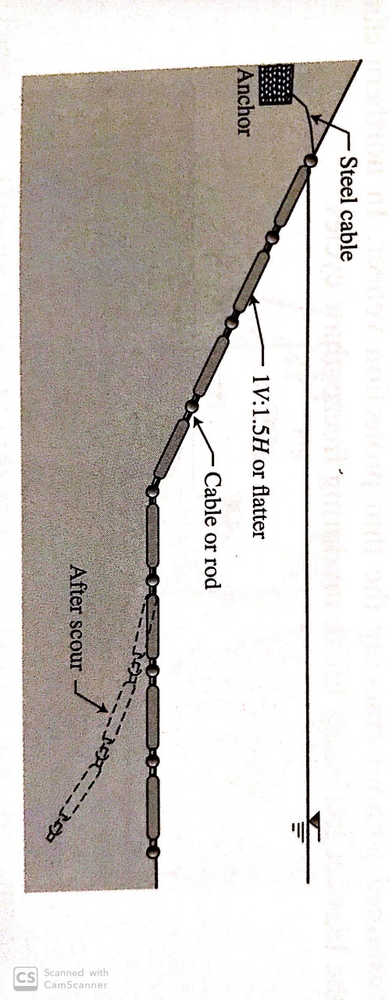 Steel cable
Anchor
1V:1.5H or flatter
Cable or rod
After scour
CS Scanned with
CamScanner